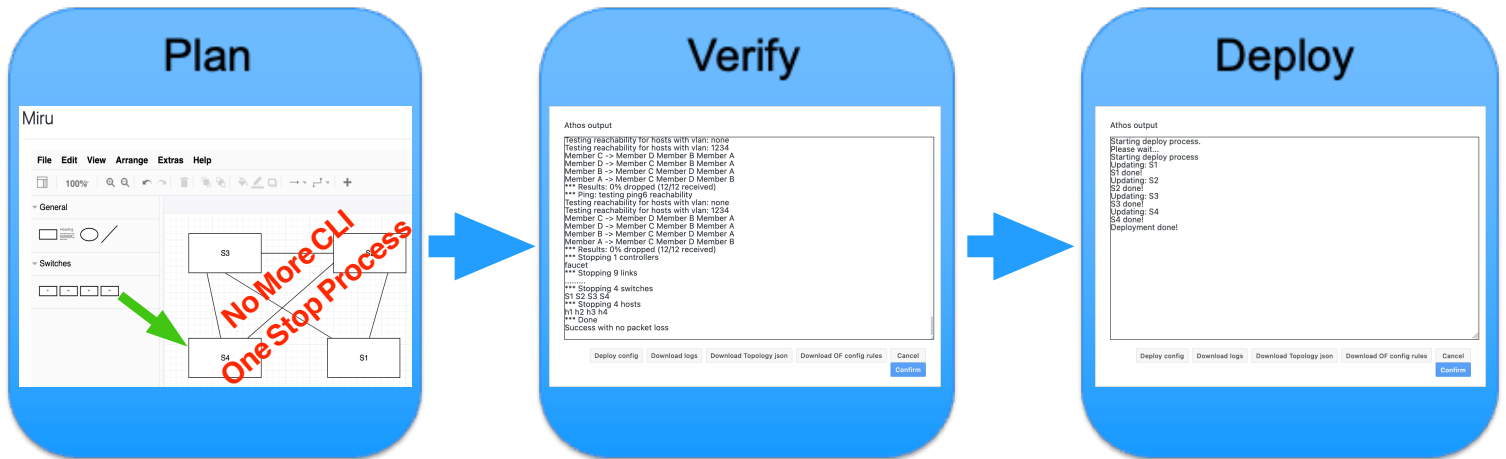 Plan
Miru
File Edit View Arrange Extras Help
100%
General
Heading
Switches
S3
S4
S1
No More CLI
One Stop Process
Verify
Athos output
Testing reachability for hosts with vlan: none
Testing reachability for hosts with vlan: 1234
Member C -> Member D Member B Member A
Member D -> Member C Member B Member A
Member B -> Member C Member D Member A
Member A -> Member C Member D Member B
*** Results: 0% dropped (12/12 received)
*** Ping: testing ping6 reachability
Testing reachability for hosts with vlan: none
Testing reachability for hosts with vlan: 1234
Member C -> Member D Member B Member A
Member D -> Member C Member B Member A
Member B -> Member C Member D Member A
Member A -> Member C Member D Member B
*** Results: 0% dropped (12/12 received)
*** Stopping 1 controllers
faucet
*** Stopping 9 links
.........
*** Stopping 4 switches
S1 S2 S3 S4
*** Stopping 4 hosts
h1 h2 h3 h4
*** Done
Success with no packet loss
Deploy config Download logs Download Topology json Download OF config rules Cancel
Confirm
Deploy
Athos output
Starting deploy process.
Please wait...
Starting deploy process
Updating: S1
S1 done!
Updating: S2
S2 done!
Updating: S3
S3 done!
Updating: S4
S4 done!
Deployment done!
Deploy config Download logs Download Topology json Download OF config rules Cancel
Confirm